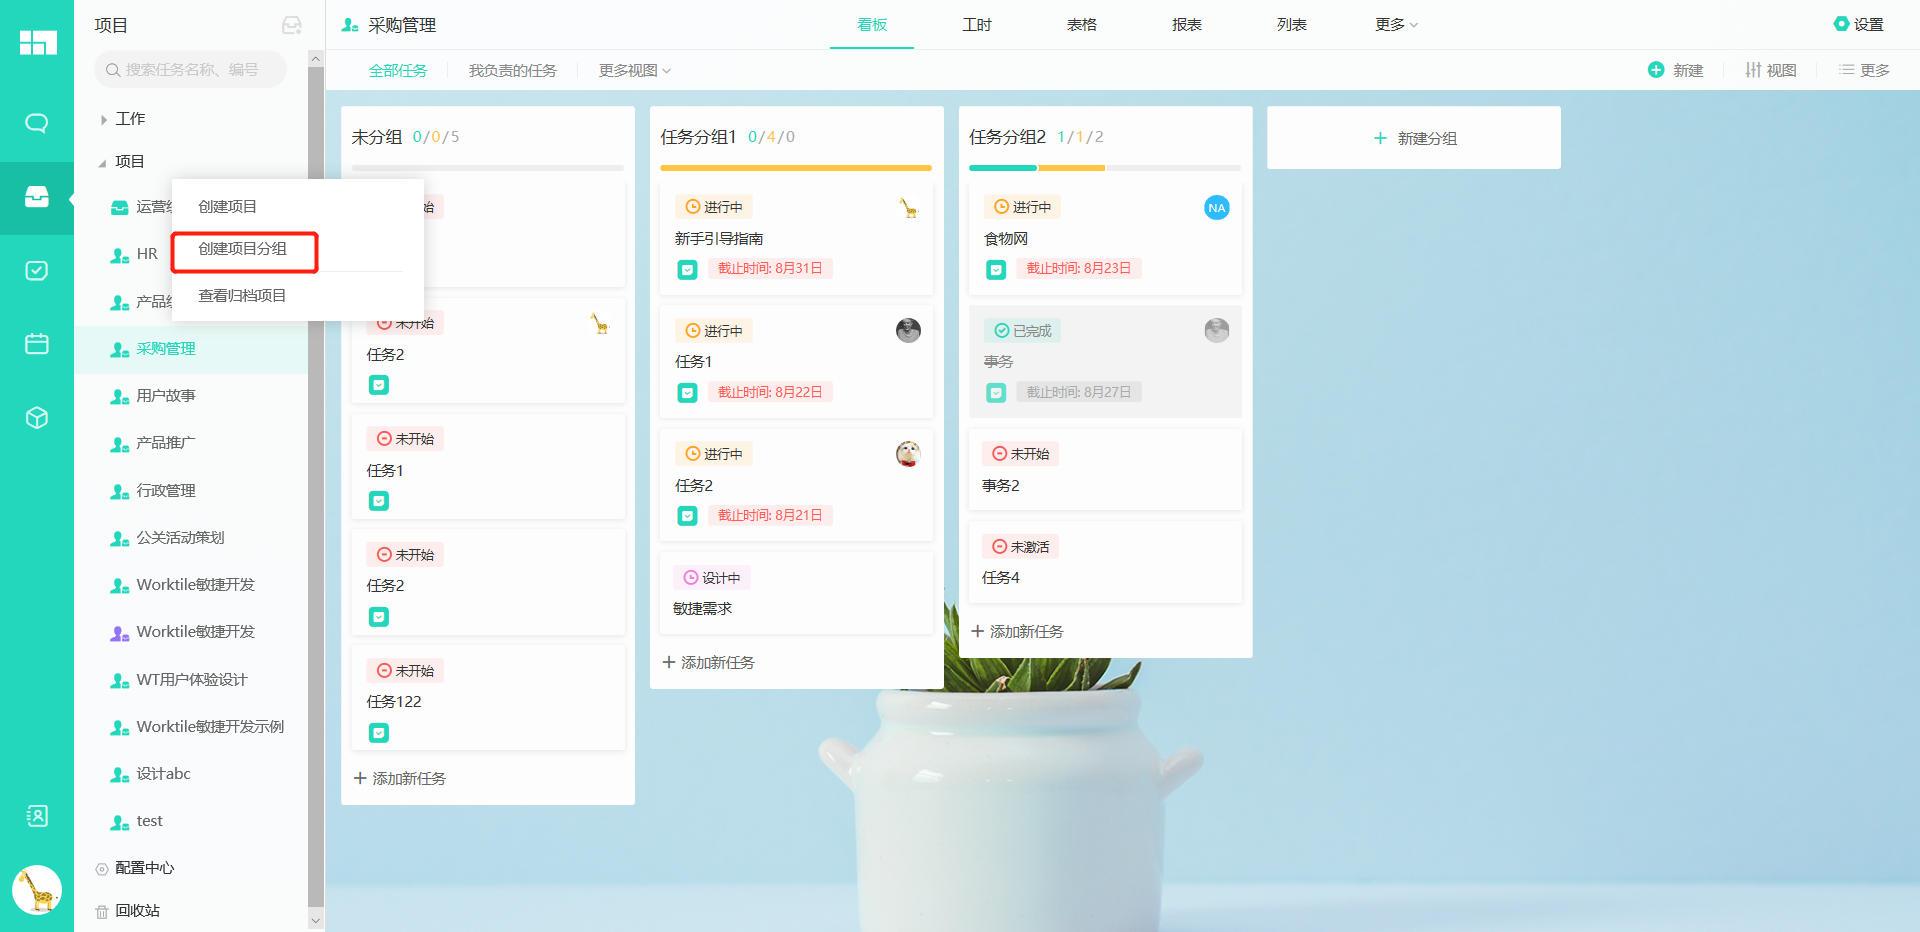 项目
搜索任务名称、编号
工作
项目
运营
HR
产品
采购管理
用户故事
产品推广
行政管理
公关活动策划
Worktile敏捷开发
Worktile敏捷开发
WT用户体验设计
Worktile敏捷开发示例
设计abc
test
配置中心
回收站
创建项目
创建项目分组
查看归档项目
采购管理
看板
工时
表格
报表
列表
更多
设置
全部任务
我负责的任务
更多视图
新建
视图
更多
未分组 0/0/5
始
未开始
任务2
未开始
任务1
未开始
任务2
未开始
任务122
添加新任务
任务分组1 0/4/0
进行中
新手引导指南
截止时间: 8月31日
进行中
任务1
截止时间: 8月22日
进行中
任务2
截止时间: 8月21日
设计中
敏捷需求
添加新任务
任务分组2 1/1/2
进行中
NA
食物网
截止时间: 8月23日
已完成
事务
截止时间: 8月27日
未开始
事务2
未激活
任务4
添加新任务
新建分组